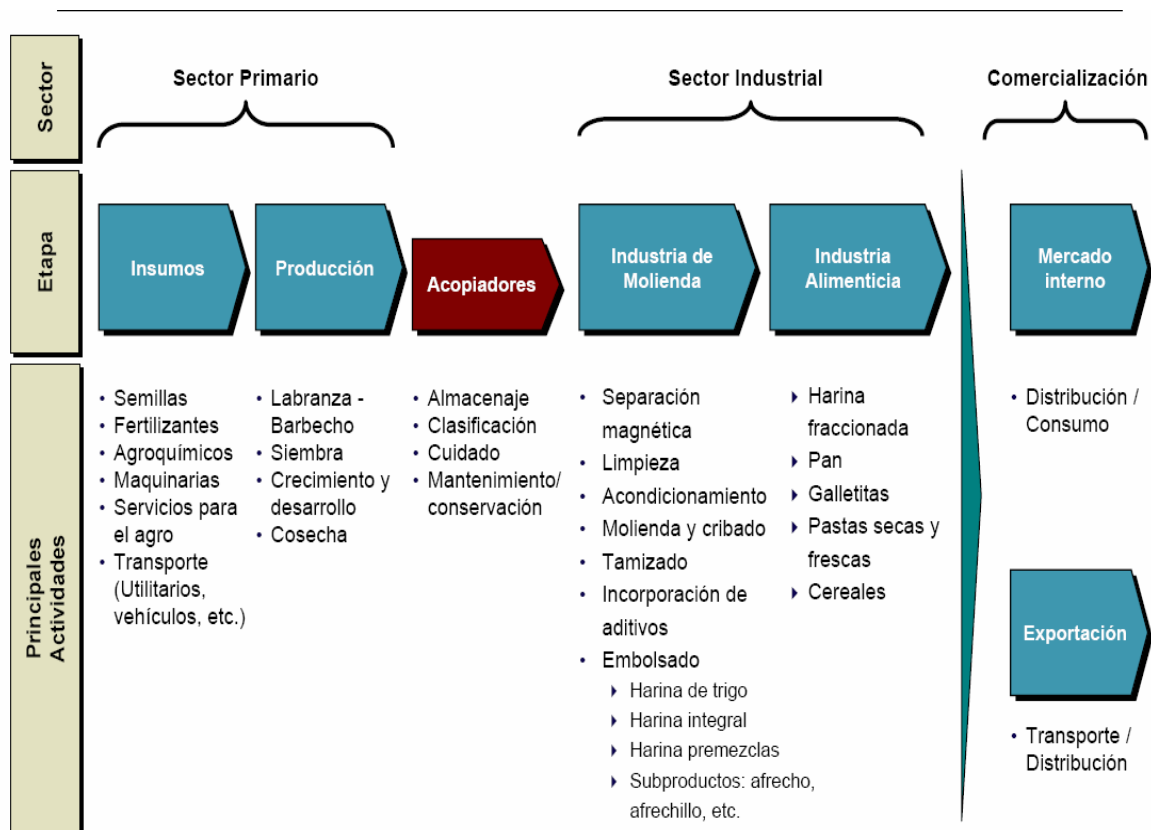 Sector
Sector Primario
Sector Industrial
Comercialización
Etapa
Insumos
Producción
Acopiadores
Industria de
Molienda
Industria
Alimenticia
Mercado
interno
Principales
Actividades
• Semillas
• Fertilizantes
• Agroquímicos
• Maquinarias
• Servicios para
el agro
• Transporte
(Utilitarios,
vehículos, etc.)
• Labranza -
Barbecho
• Siembra
• Crecimiento y
desarrollo
• Cosecha
• Almacenaje
• Clasificación
• Cuidado
• Mantenimiento/
conservación
• Separación
magnética
• Limpieza
• Acondicionamiento
• Molienda y cribado
• Tamizado
• Incorporación de
aditivos
• Embolsado
Harina de trigo
Harina integral
Harina premezclas
Subproductos: afrecho,
afrechillo, etc.
Harina
fraccionada
Pan
Galletitas
Pastas secas y
frescas
Cereales
• Distribución /
Consumo
Exportación
• Transporte /
Distribución